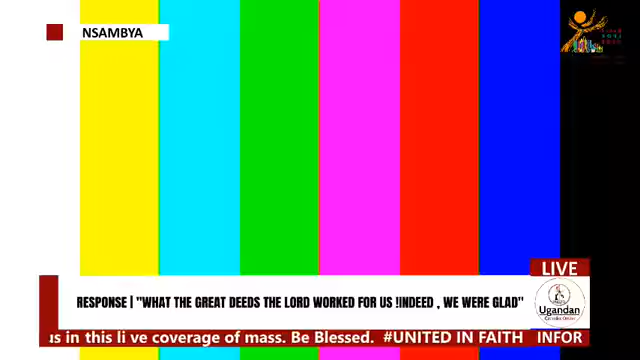 NSAMBYA
LIVE
RESPONSE | "WHAT THE GREAT DEEDS THE LORD WORKED FOR US !INDEED , WE WERE GLAD"
Ugandan
us in this li ve coverage of mass. Be Blessed. #UNITED IN FAITH INFOR